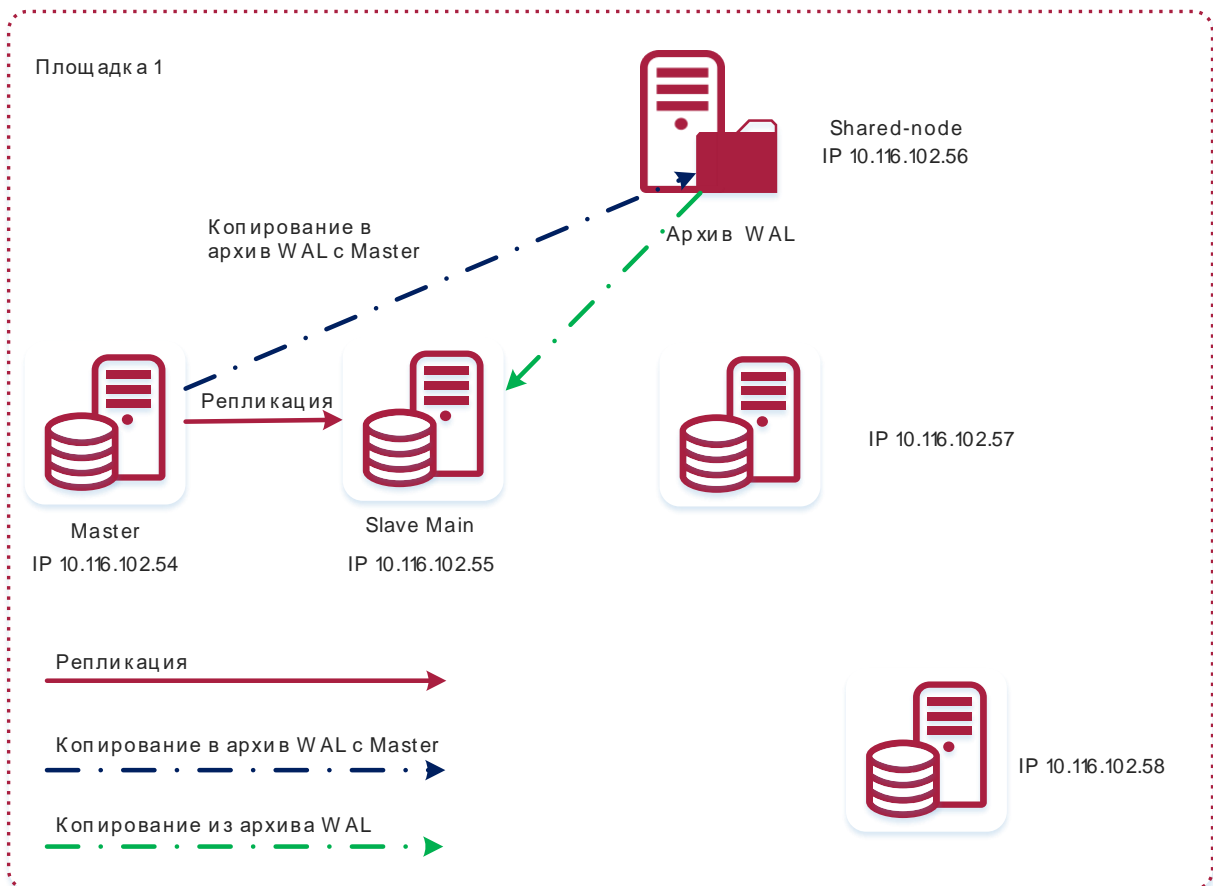 Площадка 1
Shared-node
IP 10.116.102.56
Копирование в
архив WAL с Master
Архив WAL
Репликация
Master
IP 10.116.102.54
Slave Main
IP 10.116.102.55
IP 10.116.102.57
Репликация
Копирование в архив WAL с Master
IP 10.116.102.58
Копирование из архива WAL